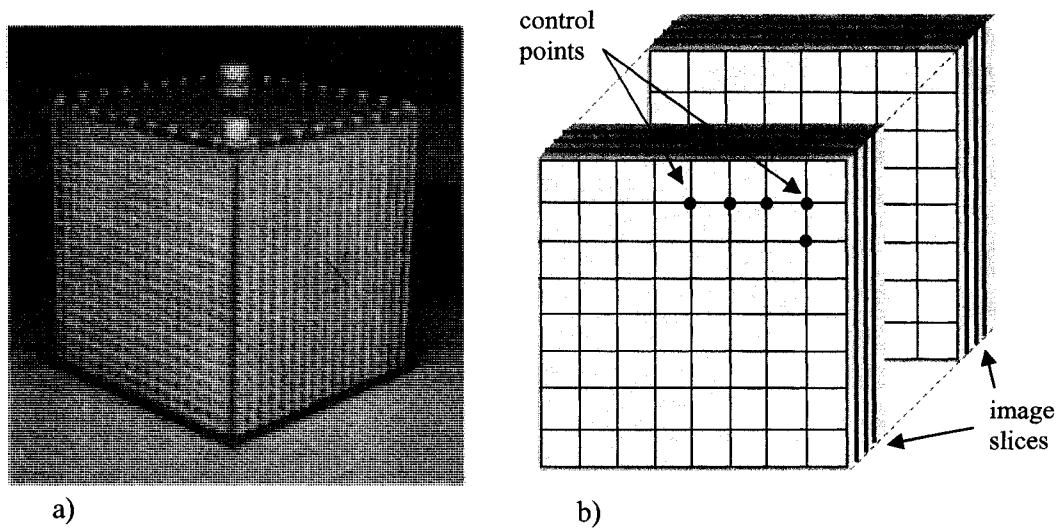 control
points
image
slices
a)
b)